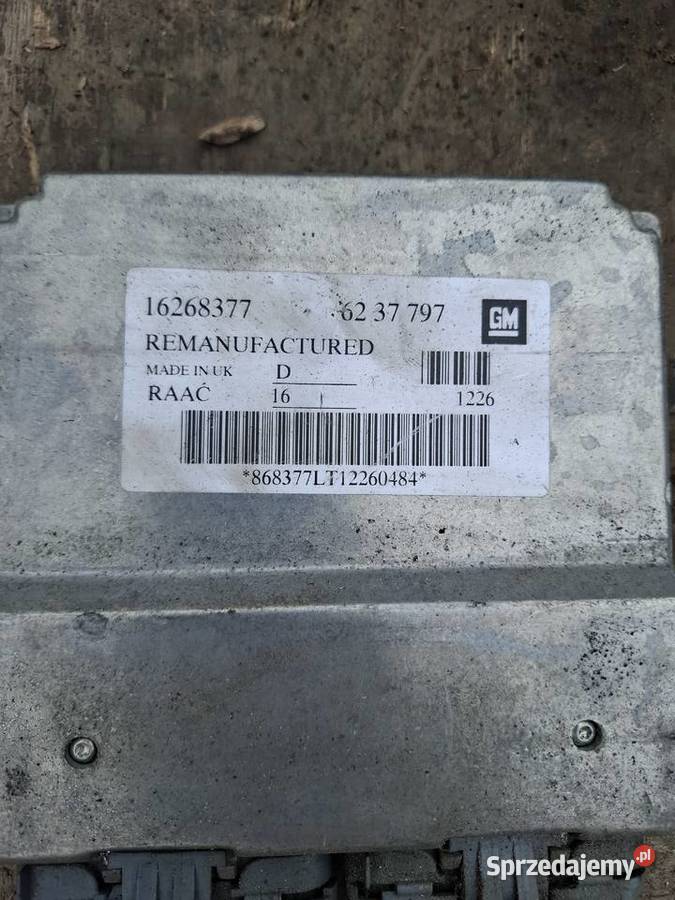 16268377 62 37 797 GM
REMANUFACTURED
MADE IN UK D
RAAĆ 16 1226
A
*868377LT12260484*
Sprzedajemy.pl